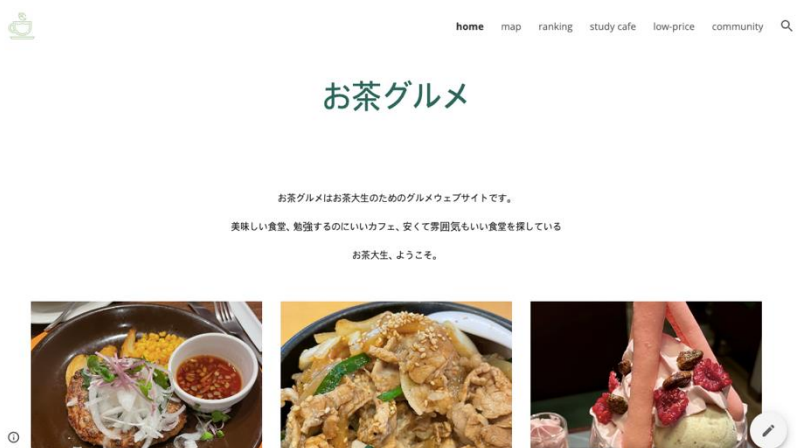 home map ranking study cafe low-price community
お茶グルメ
お茶グルメはお茶大生のためのグルメウェブサイトです。
美味しい食堂、勉強するのにいいカフェ、安くて雰囲気もいい食堂を探している
お茶大生、ようこそ。